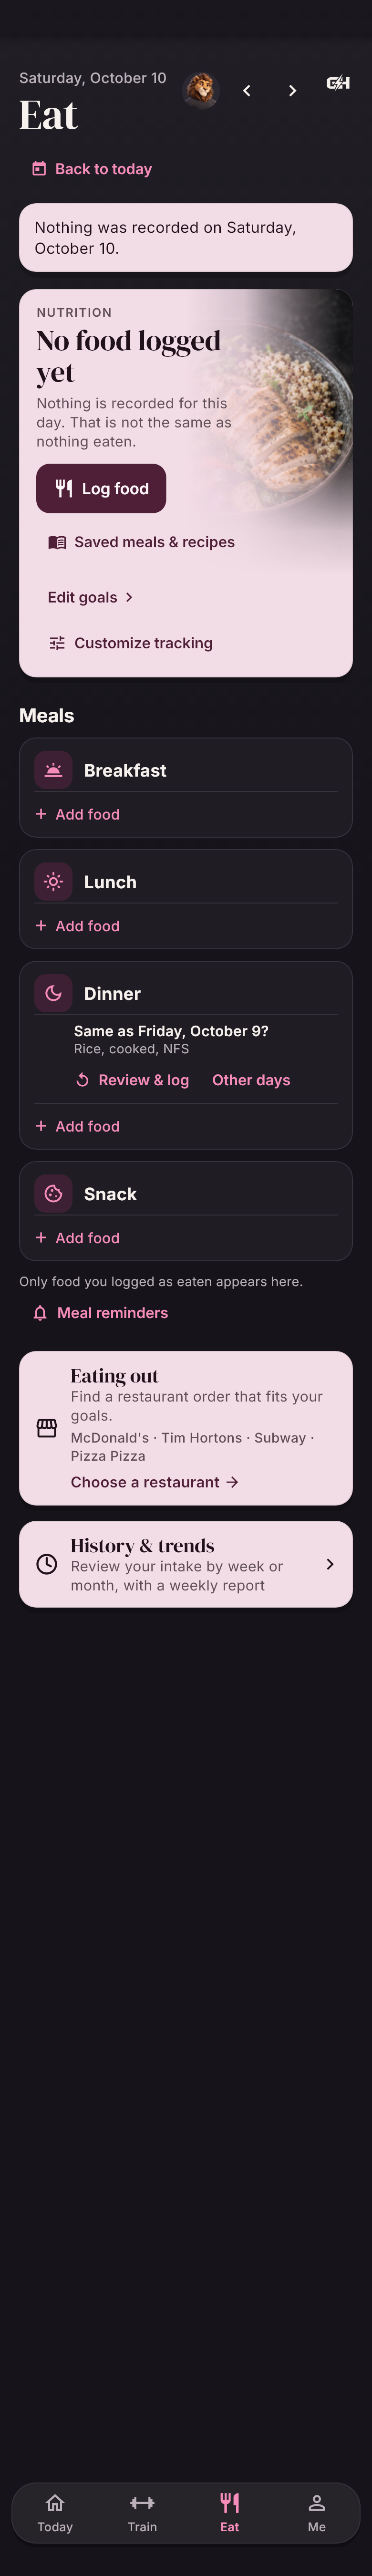 Saturday, October 10
Eat
GH
Back to today
Nothing was recorded on Saturday,
October 10.
NUTRITION
No food logged
yet
Nothing is recorded for this
day. That is not the same as
nothing eaten.
Log food
Saved meals & recipes
Edit goals
Customize tracking
Meals
Breakfast
+ Add food
Lunch
+ Add food
Dinner
Same as Friday, October 9?
Rice, cooked, NFS
Review & log Other days
+ Add food
Snack
+ Add food
Only food you logged as eaten appears here.
Meal reminders
Eating out
Find a restaurant order that fits your
goals.
McDonald's · Tim Hortons · Subway ·
Pizza Pizza
Choose a restaurant →
History & trends
Review your intake by week or
month, with a weekly report
Today Train Eat Me